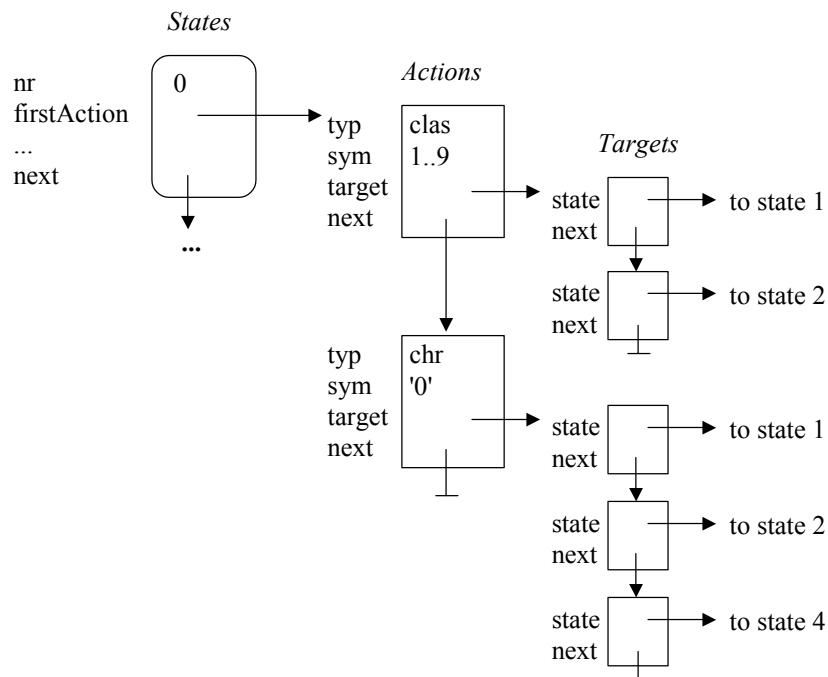 States
nr
firstAction
...
next
0
...
Actions
typ
sym
target
next
clas
1..9
Targets
state
next
to state 1
state
next
to state 2
typ
sym
target
next
chr
'0'
state
next
to state 1
state
next
to state 2
state
next
to state 4